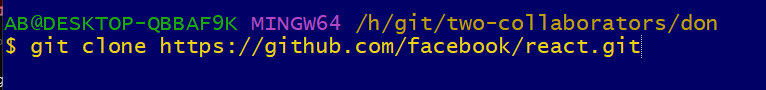 AB@DESKTOP-QBBAF9K MINGW64 /h/git/two-collaborators/don
$ git clone https://github.com/facebook/react.git